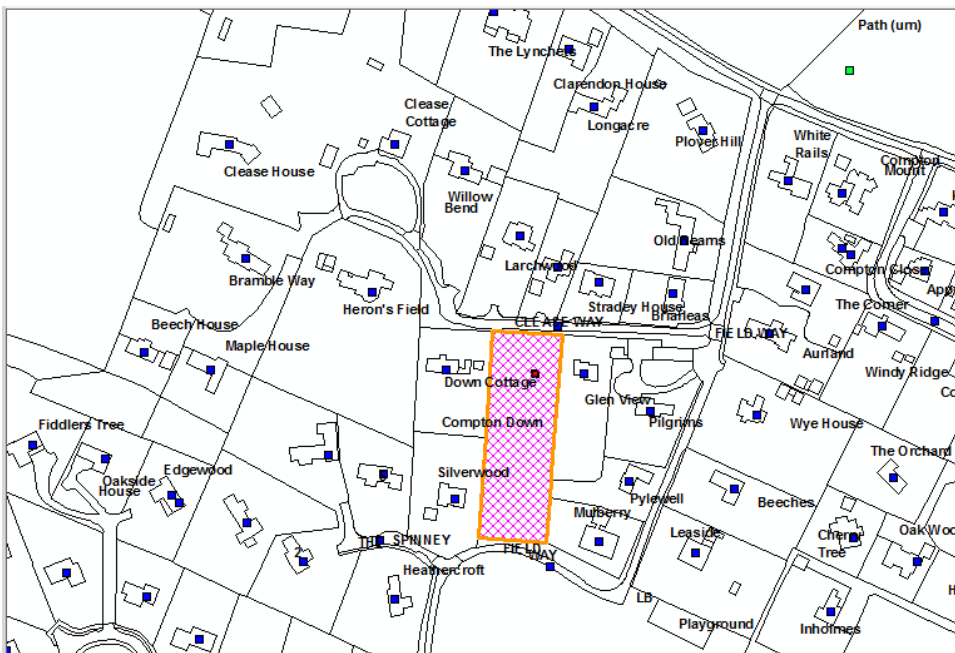 Path (um)
The Lynchets
Clarendon House
Clease
Cottage
Longacre
Plover Hill
White
Rails
Compton
Mount
Clease House
Willow
Bend
Old Beams
Larchwood
Compton Close
Bramble Way
Heron's Field
Stradey House
Briarleas
The Corner
Beech House
CLEASE WAY
FIELD WAY
Maple House
Aurland
Windy Ridge
Down Cottage
Glen View
Compton Down
Pilgrims
Wye House
Fiddlers Tree
The Orchard
Edgewood
Oakside
House
Silverwood
Pylewell
Beeches
Mulberry
Leaside
Cherry
Tree
THE SPINNEY
FIELD
WAY
2
Heathercroft
LB
Playground
Inholmes